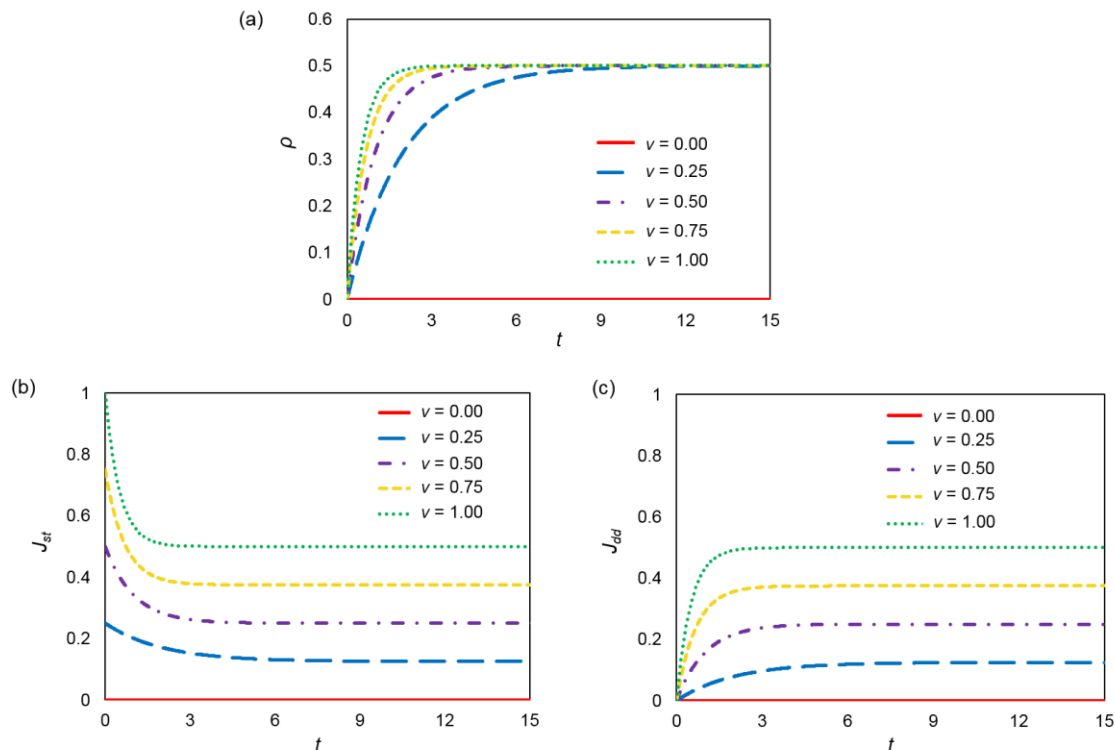 (a)
0.6
0.5
0.4
0.3
0.2
0.1
0
ρ
v = 0.00
v = 0.25
v = 0.50
v = 0.75
v = 1.00
0 3 6 9 12 15
t
(b)
1
0.8
0.6
0.4
0.2
0
J_st
v = 0.00
v = 0.25
v = 0.50
v = 0.75
v = 1.00
0 3 6 9 12 15
t
(c)
1
0.8
0.6
0.4
0.2
0
J_dd
v = 0.00
v = 0.25
v = 0.50
v = 0.75
v = 1.00
0 3 6 9 12 15
t